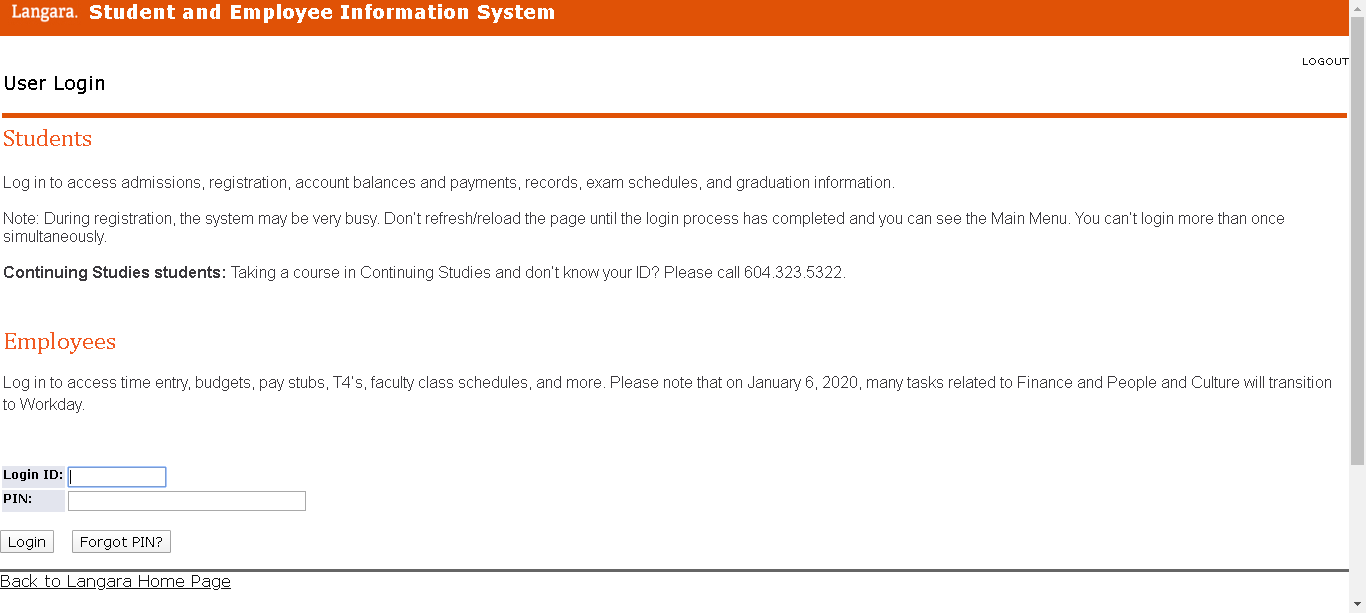 Langara. Student and Employee Information System
LOGOUT
User Login
Students
Log in to access admissions, registration, account balances and payments, records, exam schedules, and graduation information.
Note: During registration, the system may be very busy. Don't refresh/reload the page until the login process has completed and you can see the Main Menu. You can't login more than once
simultaneously.
Continuing Studies students: Taking a course in Continuing Studies and don't know your ID? Please call 604.323.5322.
Employees
Log in to access time entry, budgets, pay stubs, T4's, faculty class schedules, and more. Please note that on January 6, 2020, many tasks related to Finance and People and Culture will transition
to Workday.
Login ID:
PIN:
Login Forgot PIN?
Back to Langara Home Page